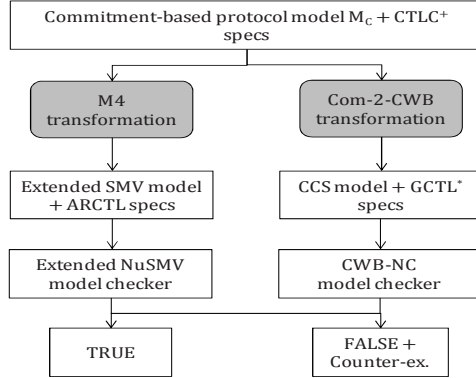 Commitment-based protocol model M_C + CTLC⁺
specs
M4
transformation
Com-2-CWB
transformation
Extended SMV model
+ ARCTL specs
CCS model + GCTL*
specs
Extended NuSMV
model checker
CWB-NC
model checker
TRUE
FALSE +
Counter-ex.